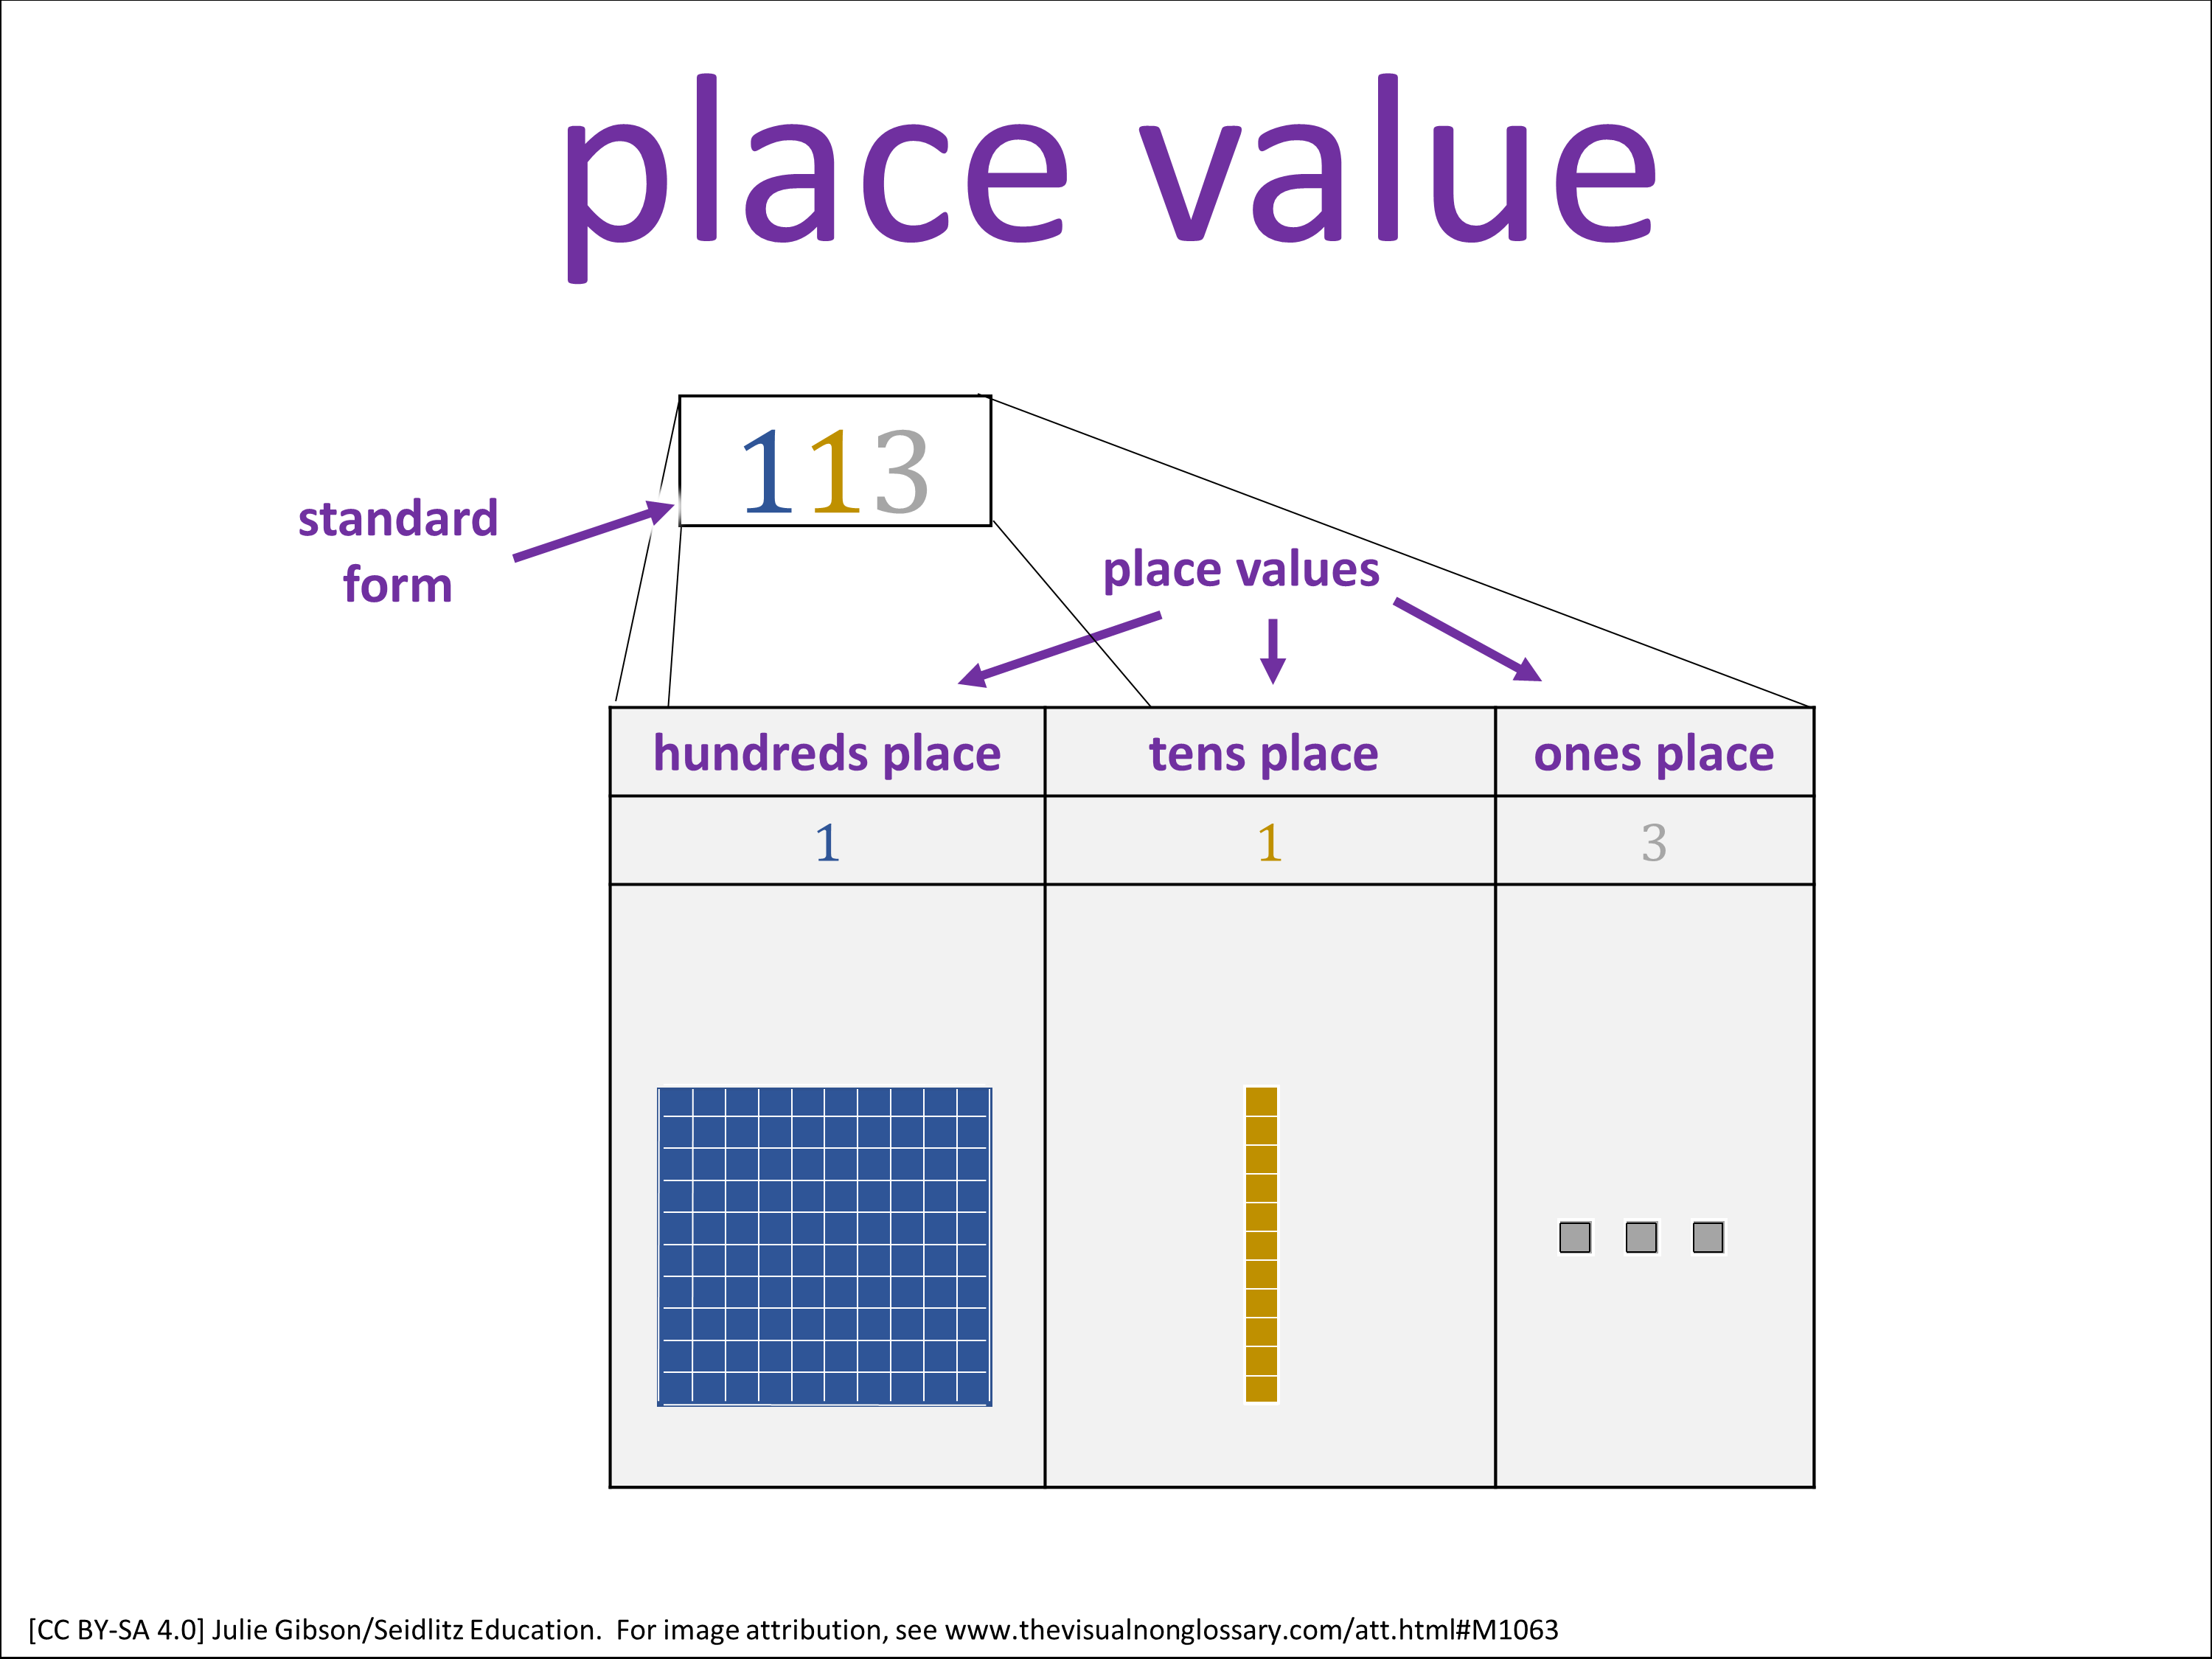 place value
113
standard
form
place values
hundreds place tens place ones place
1 1 3
[CC BY-SA 4.0] Julie Gibson/Seidlitz Education.  For image attribution, see www.thevisualnonglossary.com/att.html#M1063